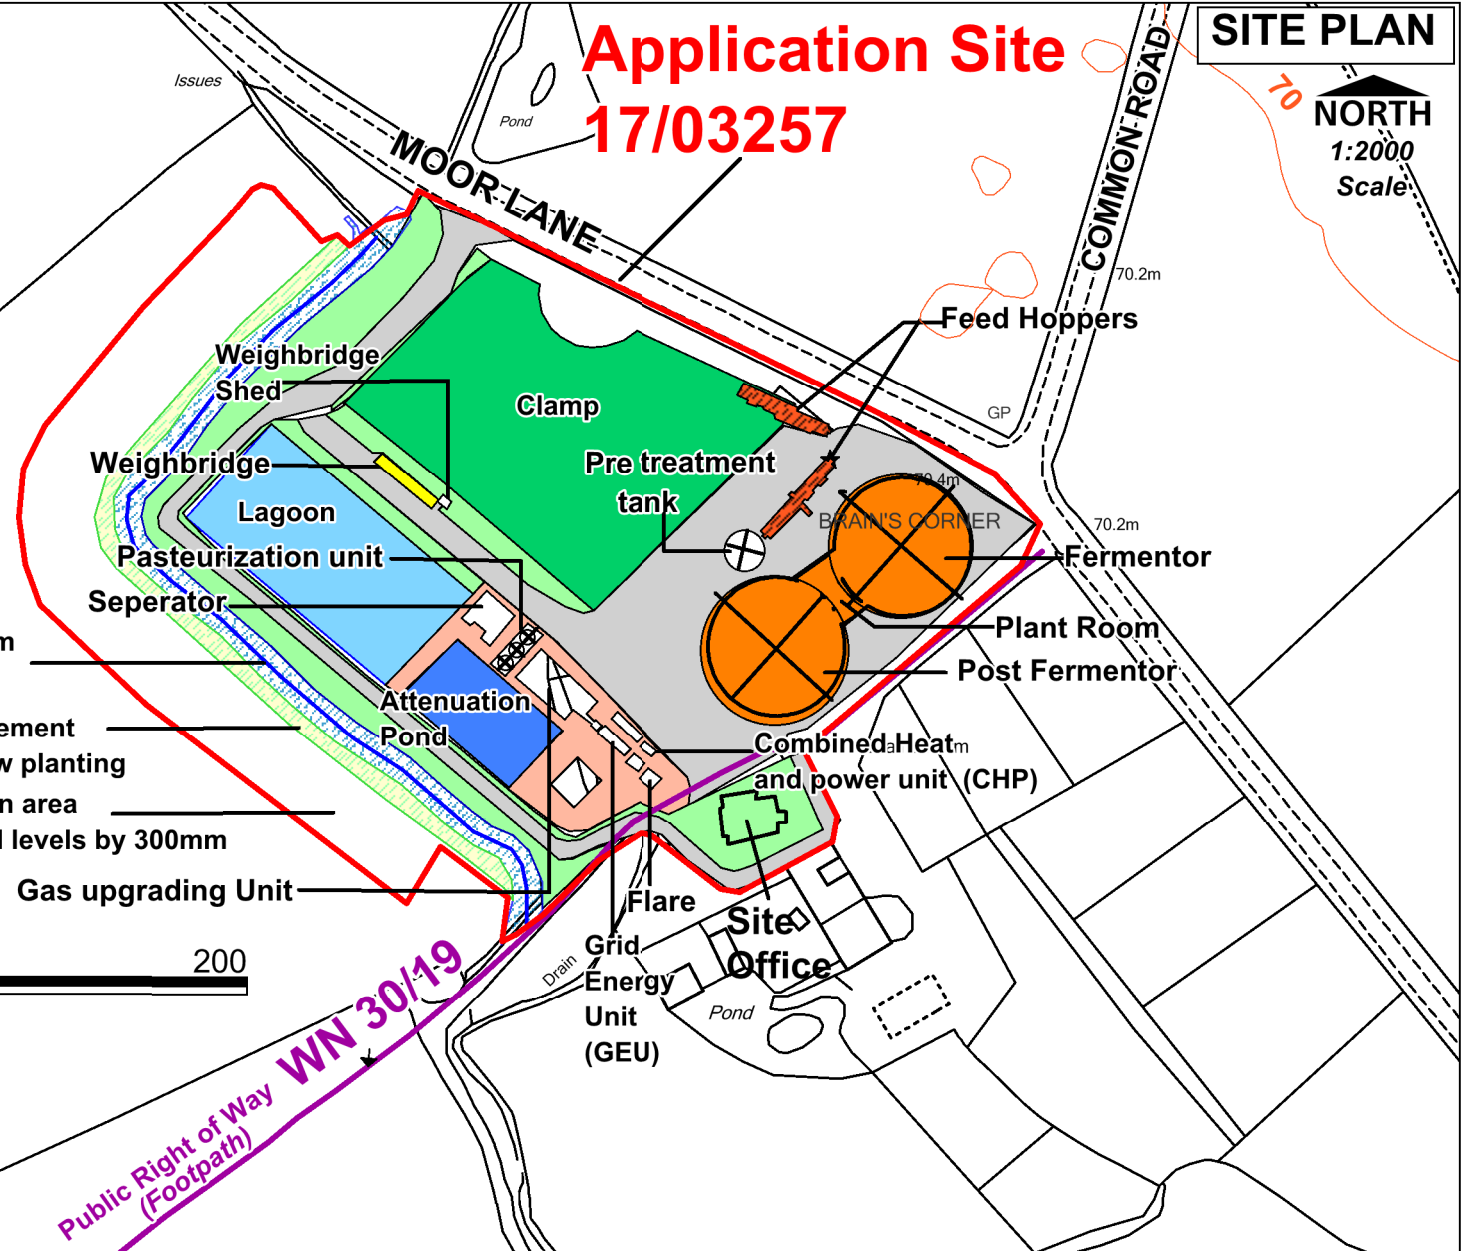 SITE PLAN
NORTH
1:2000
Scale
Application Site
17/03257
Issues
Pond
MOOR LANE
COMMON ROAD
70
70.2m
Feed Hoppers
Weighbridge
Shed
Clamp
GP
Weighbridge
Pre treatment
tank
70.4m
Lagoon
BRAIN'S CORNER
70.2m
Pasteurization unit
Fermentor
Seperator
Plant Room
m
Post Fermentor
Attenuation
Pond
ement
w planting
Combined Heat
and power unit (CHP)
n area
levels by 300mm
Gas upgrading Unit
Flare
Site
Office
200
Grid
Energy
Unit
(GEU)
Drain
Pond
WN 30/19
Public Right of Way
(Footpath)